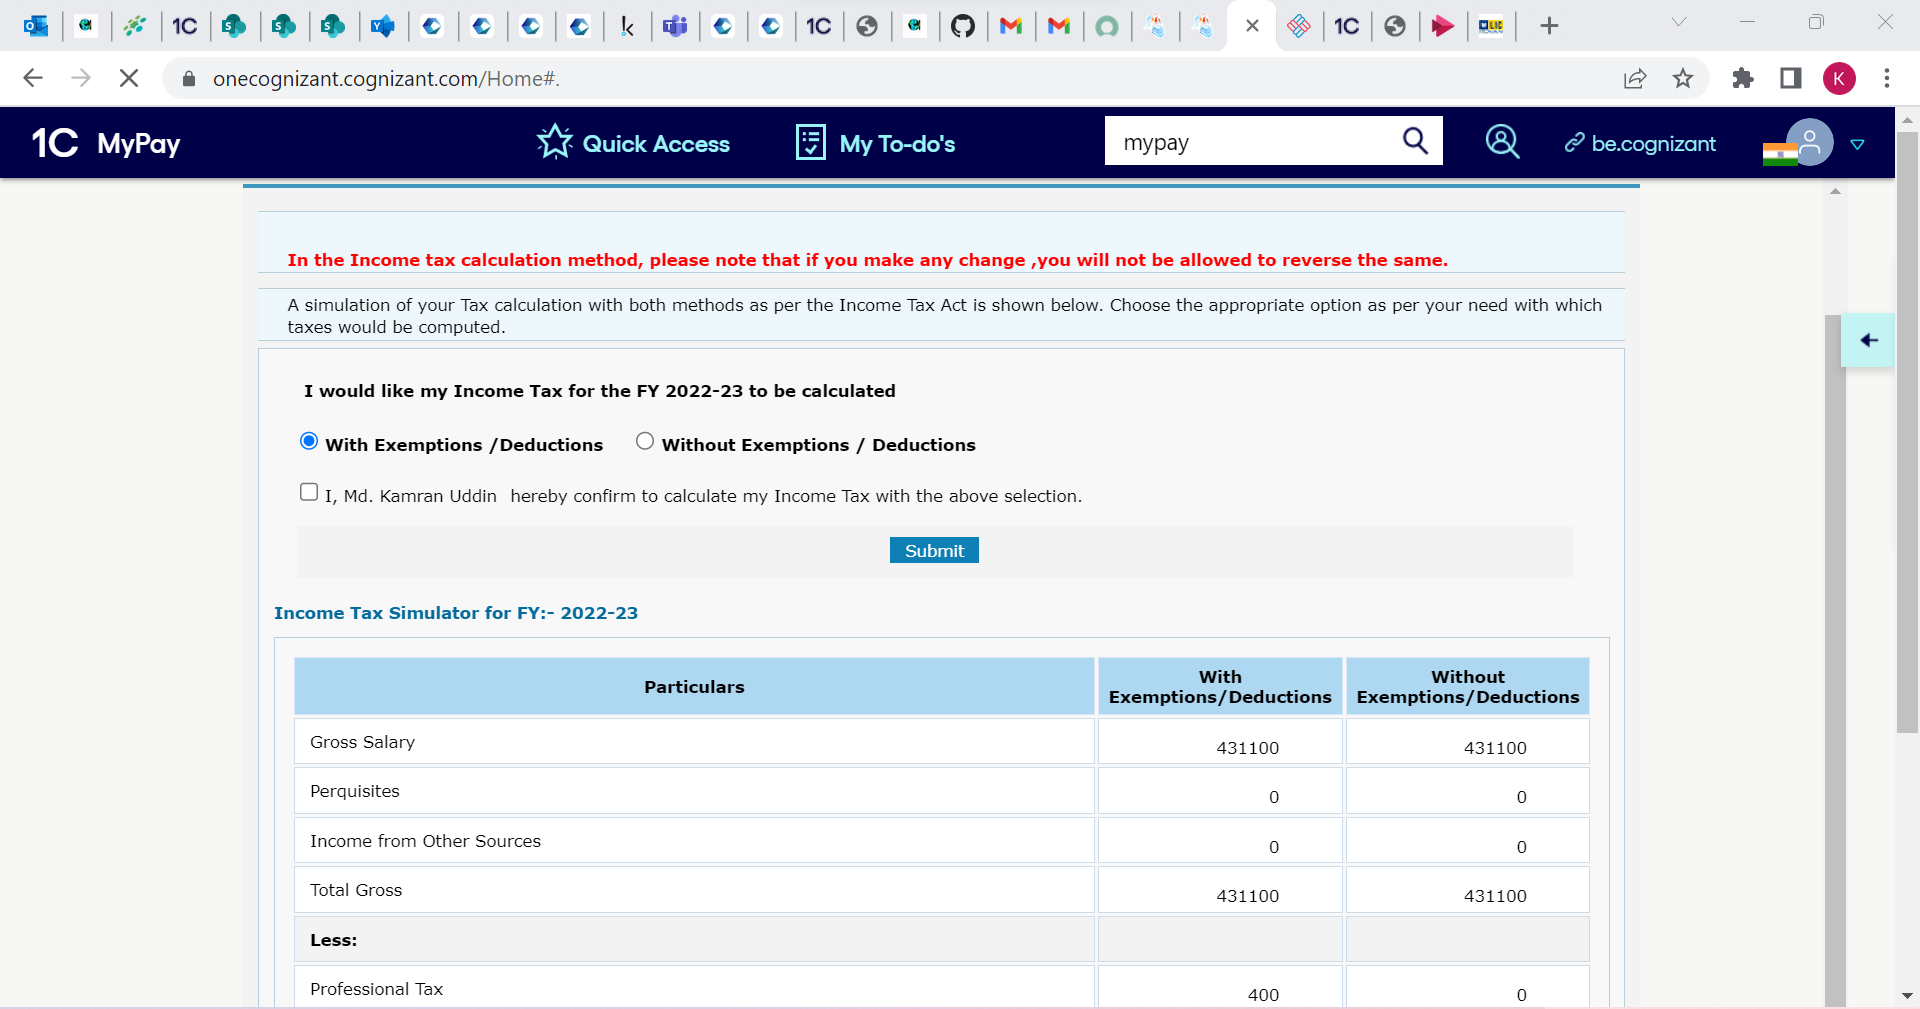 1C
1C
1C
onecognizant.cognizant.com/Home#.
K
1C MyPay
Quick Access
My To-do's
mypay
be.cognizant
In the Income tax calculation method, please note that if you make any change ,you will not be allowed to reverse the same.
A simulation of your Tax calculation with both methods as per the Income Tax Act is shown below. Choose the appropriate option as per your need with which
taxes would be computed.
I would like my Income Tax for the FY 2022-23 to be calculated
With Exemptions /Deductions Without Exemptions / Deductions
I, Md. Kamran Uddin hereby confirm to calculate my Income Tax with the above selection.
Submit
Income Tax Simulator for FY:- 2022-23
Particulars
With
Exemptions/Deductions
Without
Exemptions/Deductions
Gross Salary 431100 431100
Perquisites 0 0
Income from Other Sources 0 0
Total Gross 431100 431100
Less:
Professional Tax 400 0